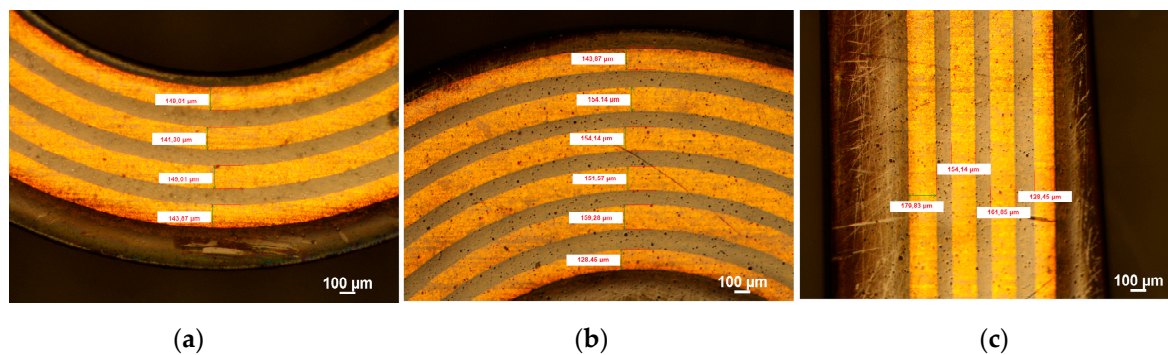 149,01 µm
141,30 µm
149,01 µm
143,87 µm
100 µm
143,87 µm
154,14 µm
154,14 µm
151,57 µm
159,28 µm
128,45 µm
100 µm
154,14 µm
179,83 µm
161,85 µm
128,45 µm
100 µm
(a)
(b)
(c)